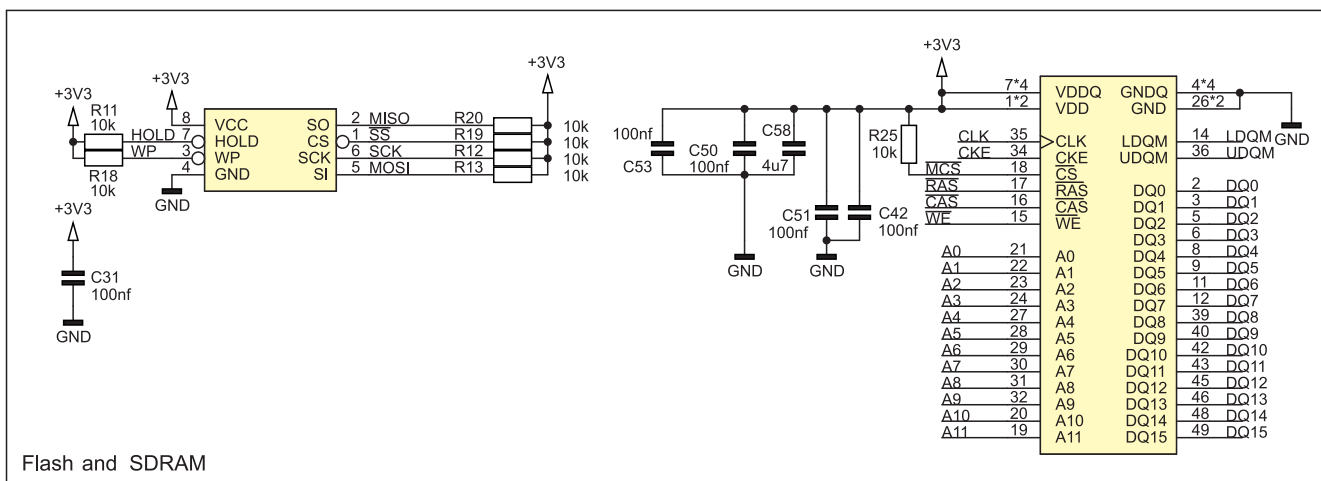 +3V3
+3V3
R11
10k
HOLD 7
WP 3
R18
10k
8
4
GND
VCC
HOLD
WP
GND
SO
CS
SCK
SI
2 MISO
1 SS
6 SCK
5 MOSI
R20
R19
R12
R13
+3V3
10k
10k
10k
10k
+3V3
C31
100nf
GND
+3V3
100nf
C53
C50
100nf
C58
4u7
GND
C51
100nf
C42
100nf
GND
R25
10k
7*4
1*2
CLK 35
CKE 34
MCS 18
RAS 17
CAS 16
WE 15
A0 21
A1 22
A2 23
A3 24
A4 27
A5 28
A6 29
A7 30
A8 31
A9 32
A10 20
A11 19
VDDQ
VDD
CLK
CKE
CS
RAS
CAS
WE
A0
A1
A2
A3
A4
A5
A6
A7
A8
A9
A10
A11
GNDQ
GND
LDQM
UDQM
DQ0
DQ1
DQ2
DQ3
DQ4
DQ5
DQ6
DQ7
DQ8
DQ9
DQ10
DQ11
DQ12
DQ13
DQ14
DQ15
4*4
26*2
GND
14 LDQM
36 UDQM
2 DQ0
3 DQ1
5 DQ2
6 DQ3
8 DQ4
9 DQ5
11 DQ6
12 DQ7
39 DQ8
40 DQ9
42 DQ10
43 DQ11
45 DQ12
46 DQ13
48 DQ14
49 DQ15
Flash and SDRAM